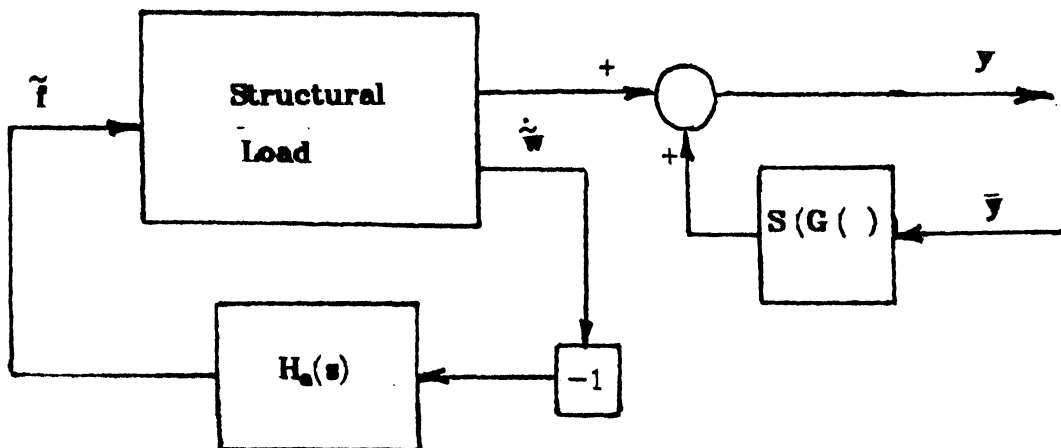 f̃
Structural
Load
+
y
ẇ̃
+
S(G( )
ȳ
Hₐ(s)
-1